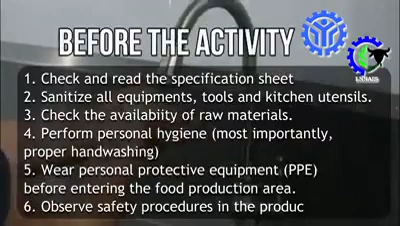 BEFORE THE ACTIVITY
1. Check and read the specification sheet
2. Sanitize all equipments, tools and kitchen utensils.
3. Check the availabiity of raw materials.
4. Perform personal hygiene (most importantly,
proper handwashing)
5. Wear personal protective equipment (PPE)
before entering the food production area.
6. Observe safety procedures in the produc